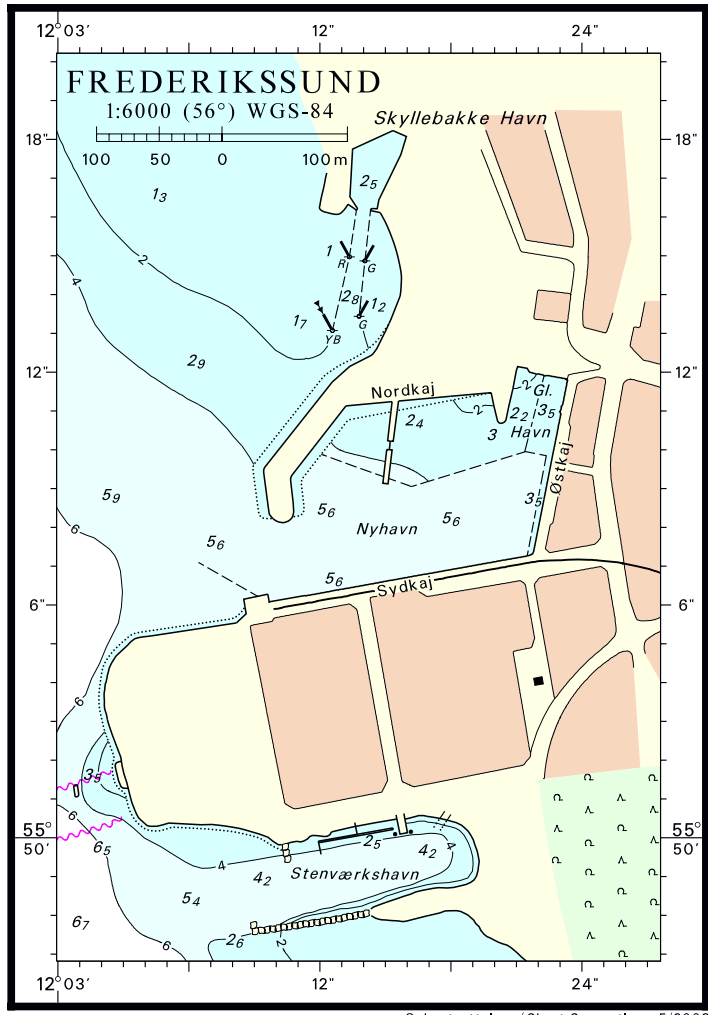 12° 03′ 12″ 24″
FREDERIKSSUND
1:6000 (56°) WGS-84
100 50 0 100 m
Skyllebakke Havn
18″ 18″
2₅
1₃
1
R G
2
2₈ 1₂
4
1₇
G
YB
2₉
12″ 12″
Nordkaj
2
Gl.
2
2₄ 2₂ 3₅
3 Havn
Østkaj
5₉
3₅
5₆
5₆
6
Nyhavn
5₆
5₆
Sydkaj
6″ 6″
6
3₅
6
55° 50′ 55° 50′
6₅
2₅
4₂
4
4
4₂
Stenværkshavn
5₄
6₇
2₆
2
6
12° 03′ 12″ 24″